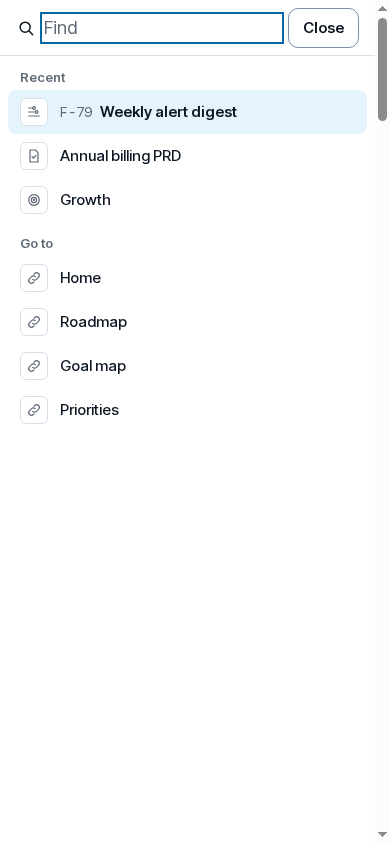 Find
Close
Recent
F-79 Weekly alert digest
Annual billing PRD
Growth
Go to
Home
Roadmap
Goal map
Priorities